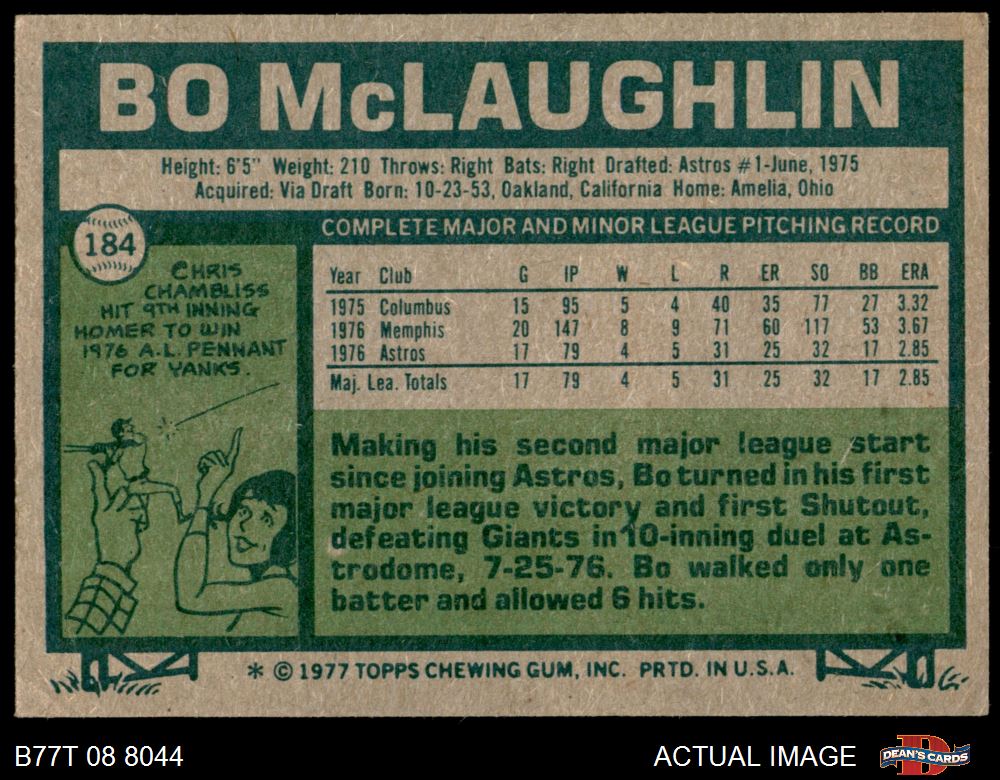 BO McLAUGHLIN
Height: 6'5" Weight: 210 Throws: Right Bats: Right Drafted: Astros #1-June, 1975
Acquired: Via Draft Born: 10-23-53, Oakland, California Home: Amelia, Ohio
184
CHRIS
CHAMBLISS
HIT 9TH INNING
HOMER TO WIN
1976 A.L. PENNANT
FOR YANKS.
COMPLETE MAJOR AND MINOR LEAGUE PITCHING RECORD
Year Club G IP W L R ER SO BB ERA
1975 Columbus 15 95 5 4 40 35 77 27 3.32
1976 Memphis 20 147 8 9 71 60 117 53 3.67
1976 Astros 17 79 4 5 31 25 32 17 2.85
Maj. Lea. Totals 17 79 4 5 31 25 32 17 2.85
Making his second major league start
since joining Astros, Bo turned in his first
major league victory and first Shutout,
defeating Giants in 10-inning duel at As-
trodome, 7-25-76. Bo walked only one
batter and allowed 6 hits.
* © 1977 TOPPS CHEWING GUM, INC. PRTD. IN U.S.A.
B77T 08 8044
ACTUAL IMAGE
D
DEAN'S CARDS